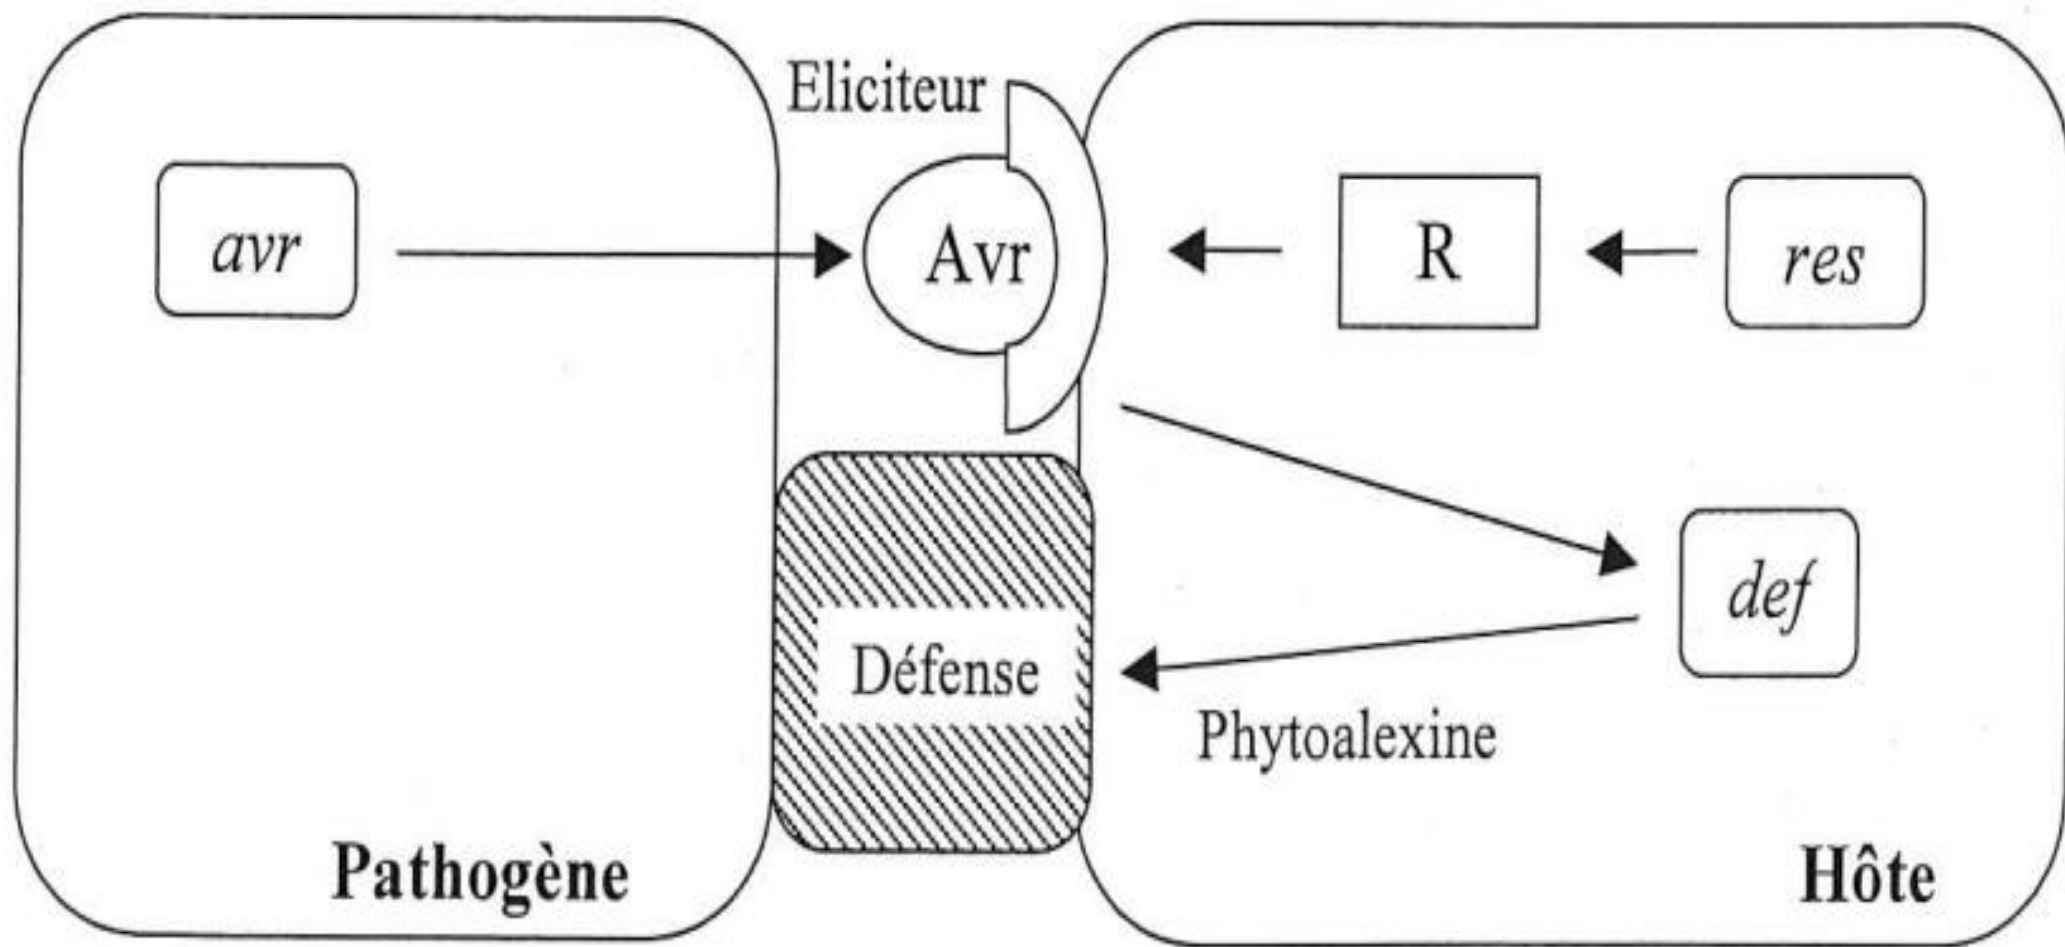 Eliciteur
avr
Avr
R
res
def
Défense
Phytoalexine
Pathogène
Hôte